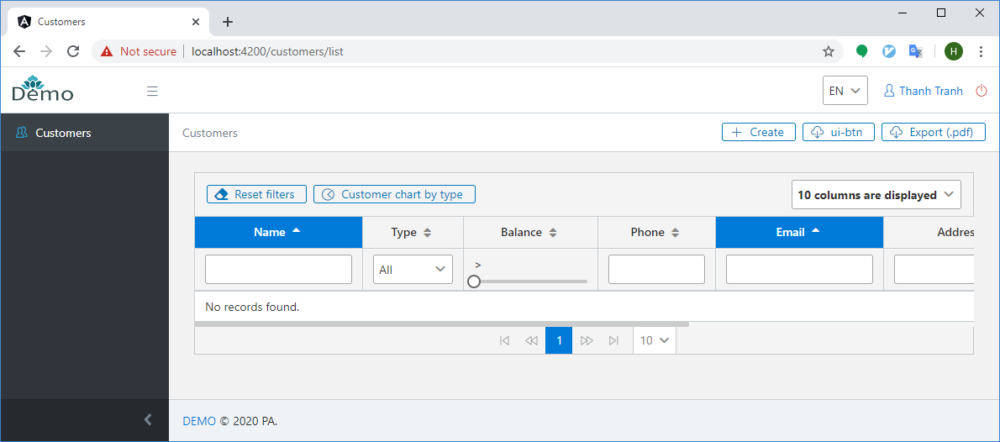 Customers
Not secure localhost:4200/customers/list H
Demo EN Thanh Tranh
Customers
Customers Create ui-btn Export (.pdf)
Reset filters Customer chart by type 10 columns are displayed
Name Type Balance Phone Email Addres
All >
No records found.
1 10
DEMO © 2020 PA.